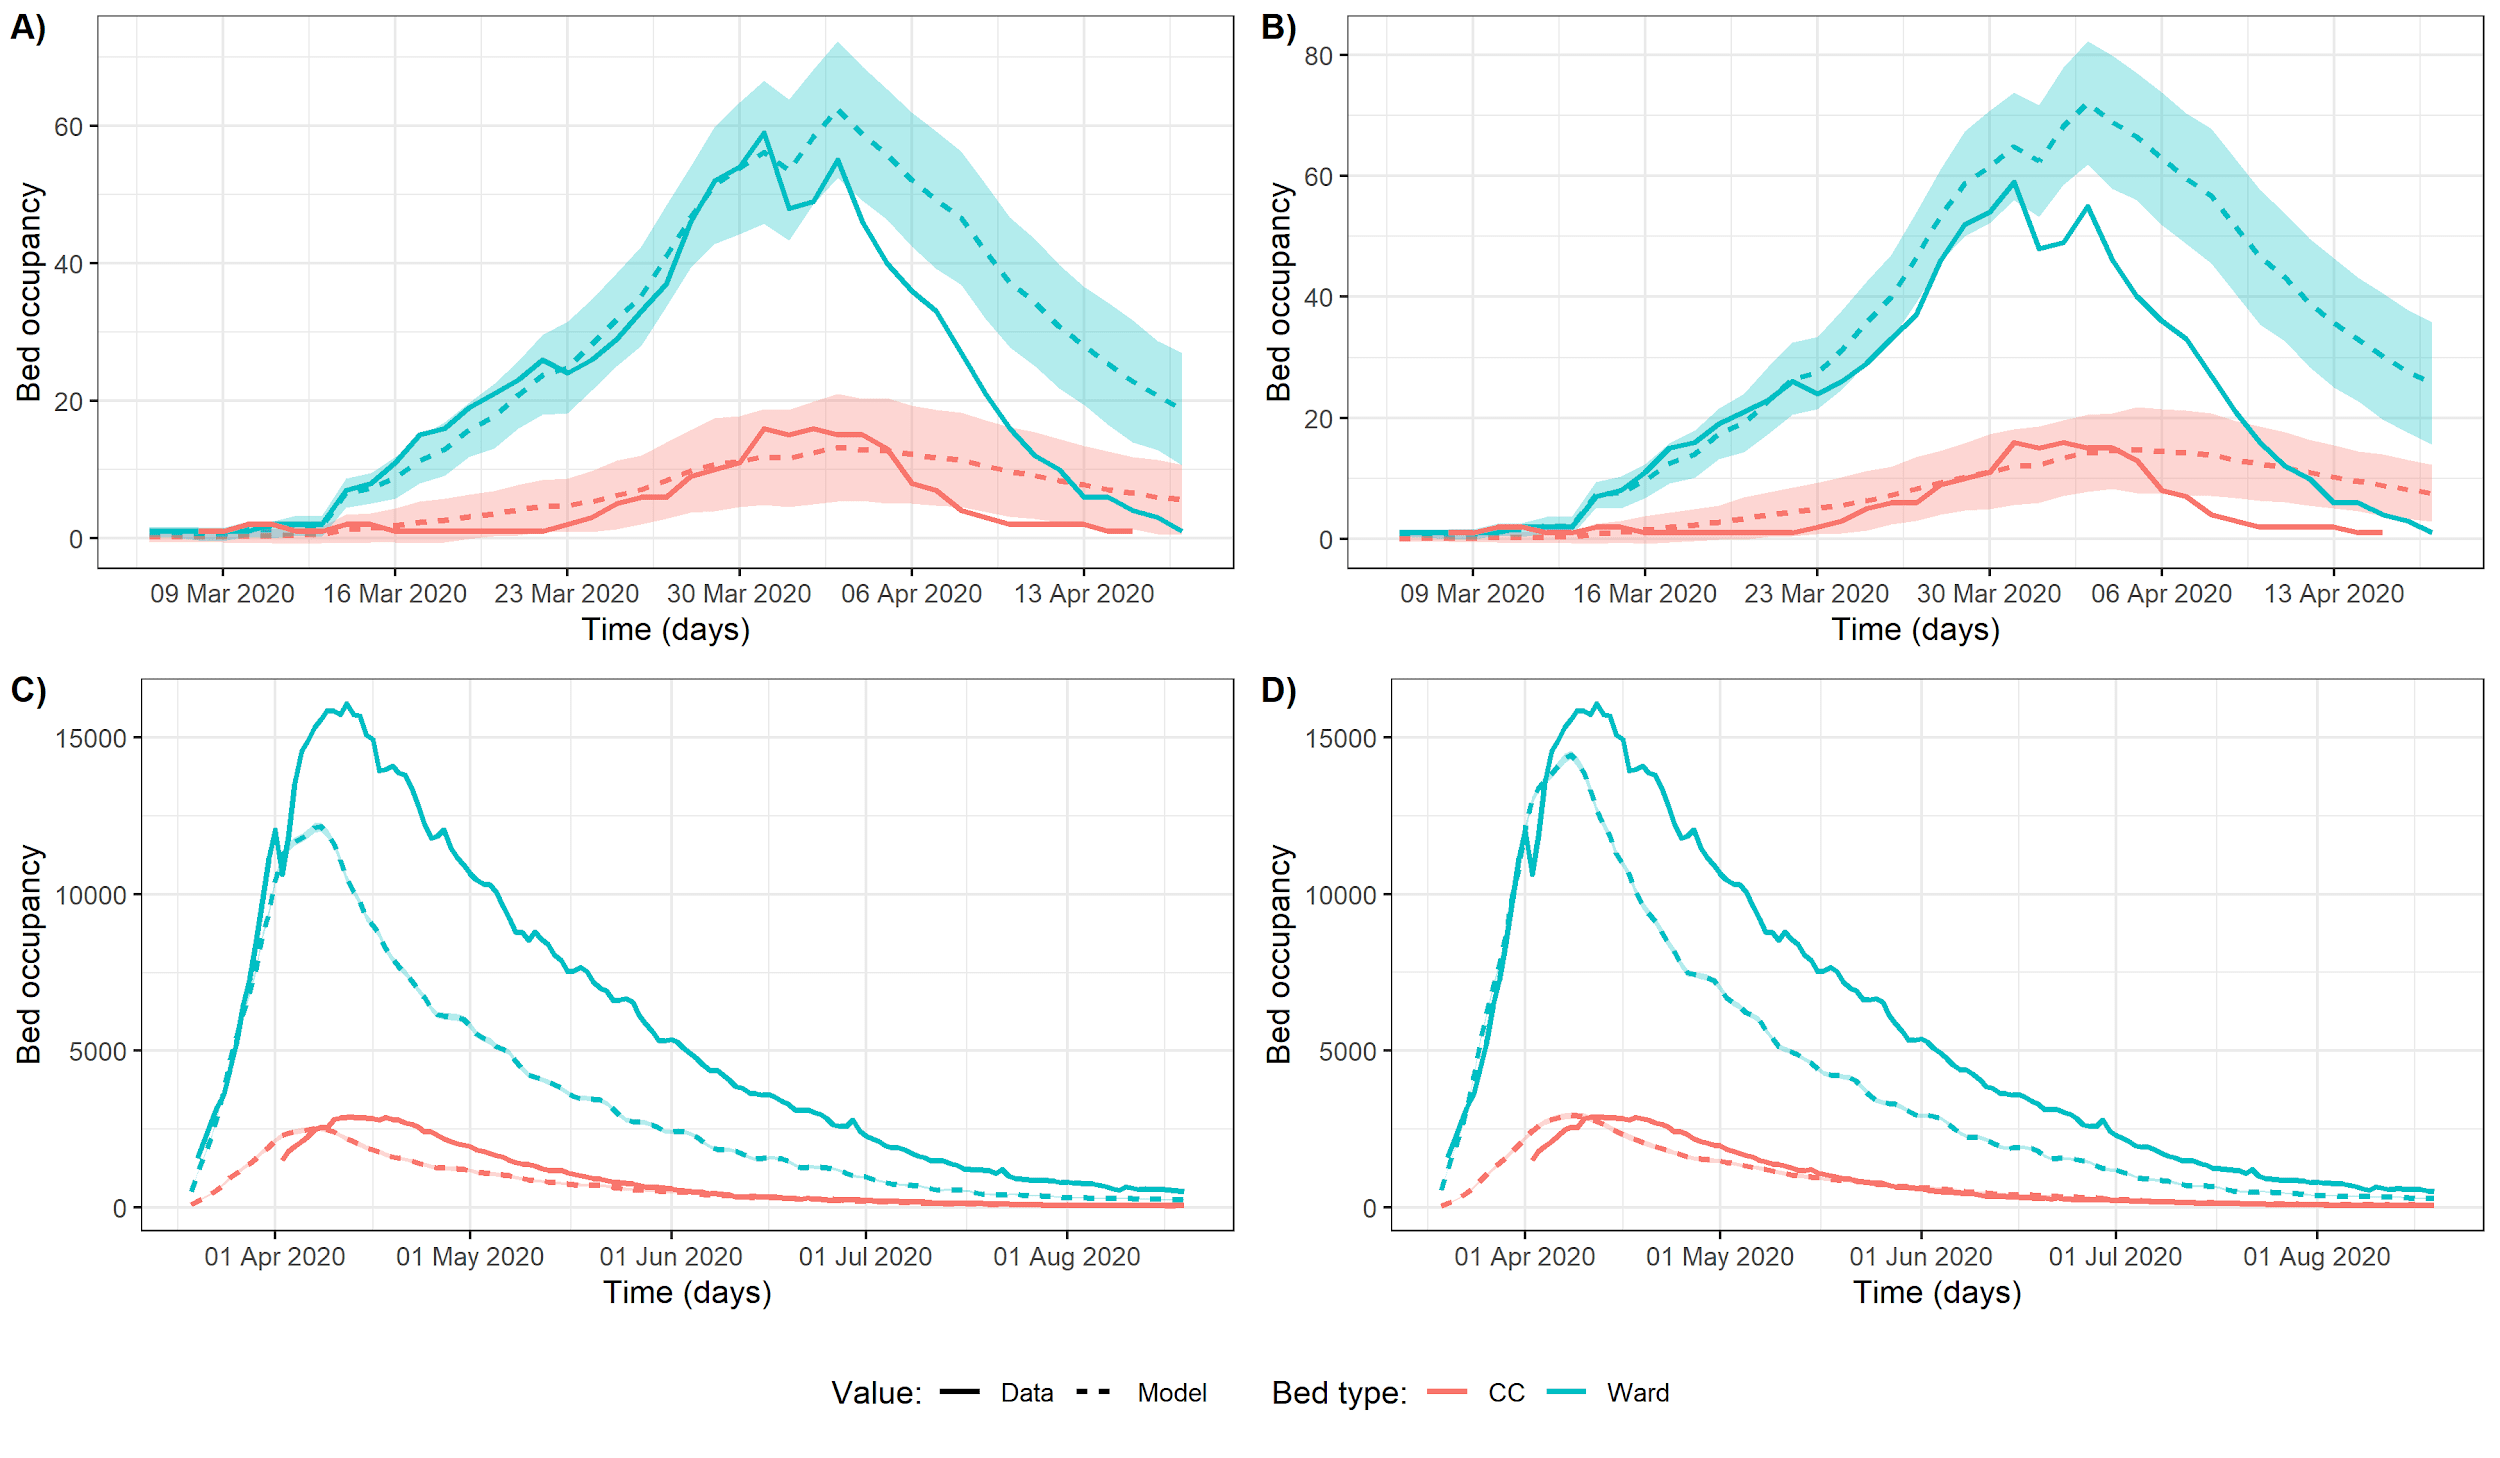 A)
Bed occupancy
60
40
20
0
09 Mar 2020 16 Mar 2020 23 Mar 2020 30 Mar 2020 06 Apr 2020 13 Apr 2020
Time (days)
B)
Bed occupancy
80
60
40
20
0
09 Mar 2020 16 Mar 2020 23 Mar 2020 30 Mar 2020 06 Apr 2020 13 Apr 2020
Time (days)
C)
Bed occupancy
15000
10000
5000
0
01 Apr 2020 01 May 2020 01 Jun 2020 01 Jul 2020 01 Aug 2020
Time (days)
D)
Bed occupancy
15000
10000
5000
0
01 Apr 2020 01 May 2020 01 Jun 2020 01 Jul 2020 01 Aug 2020
Time (days)
Value: Data Model Bed type: CC Ward